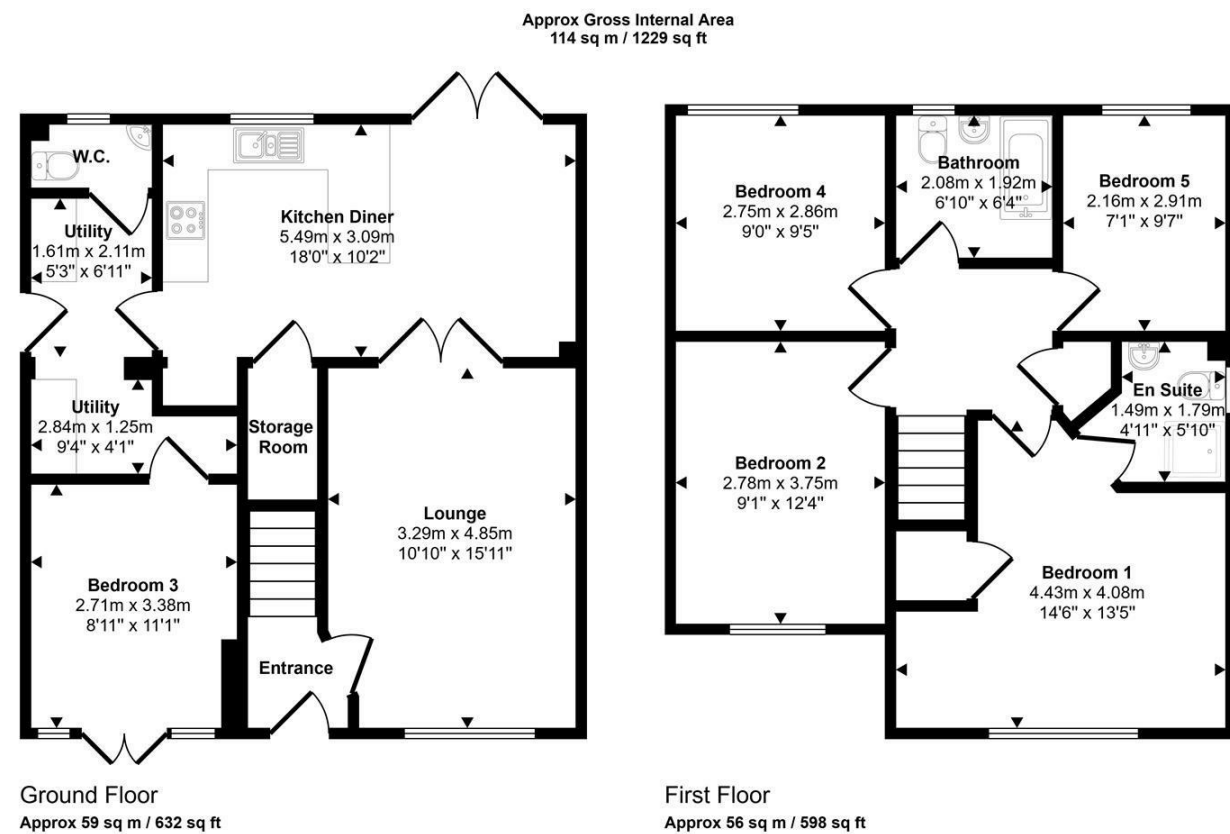 Approx Gross Internal Area
114 sq m / 1229 sq ft
W.C.
Utility
1.61m x 2.11m
5'3" x 6'11"
Kitchen Diner
5.49m x 3.09m
18'0" x 10'2"
Utility
2.84m x 1.25m
9'4" x 4'1"
Storage
Room
Lounge
3.29m x 4.85m
10'10" x 15'11"
Bedroom 3
2.71m x 3.38m
8'11" x 11'1"
Entrance
Ground Floor
Approx 59 sq m / 632 sq ft
Bedroom 4
2.75m x 2.86m
9'0" x 9'5"
Bathroom
2.08m x 1.92m
6'10" x 6'4"
Bedroom 5
2.16m x 2.91m
7'1" x 9'7"
En Suite
1.49m x 1.79m
4'11" x 5'10"
Bedroom 2
2.78m x 3.75m
9'1" x 12'4"
Bedroom 1
4.43m x 4.08m
14'6" x 13'5"
First Floor
Approx 56 sq m / 598 sq ft